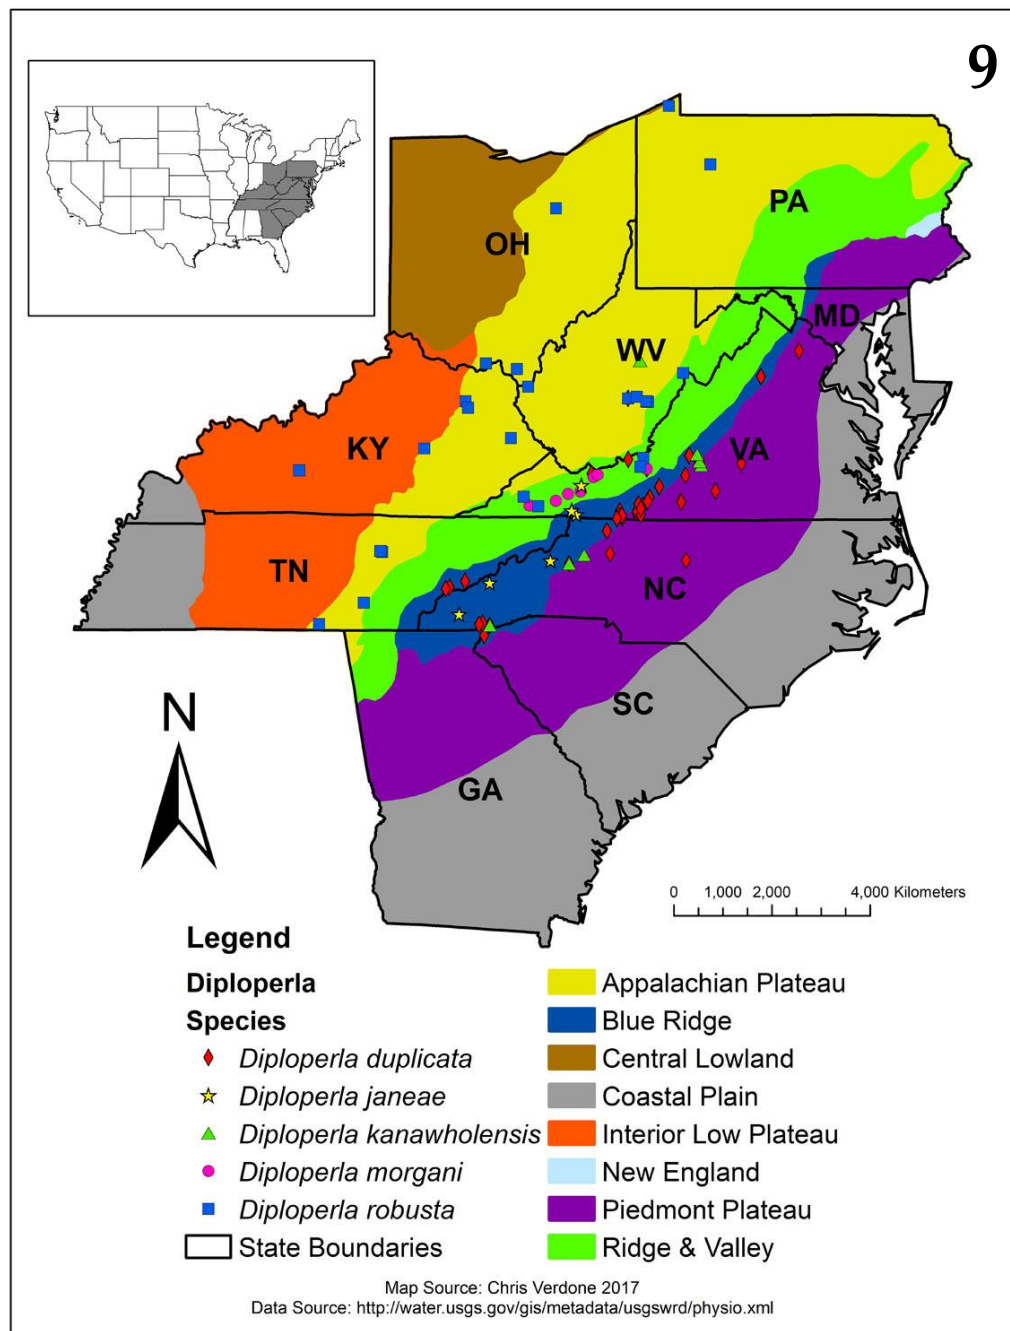 9
OH
PA
MD
WV
KY
VA
TN
NC
SC
GA
N
0 1,000 2,000 4,000 Kilometers
Legend
Diploperla
Species
Diploperla duplicata
Diploperla janeae
Diploperla kanawholensis
Diploperla morgani
Diploperla robusta
State Boundaries
Appalachian Plateau
Blue Ridge
Central Lowland
Coastal Plain
Interior Low Plateau
New England
Piedmont Plateau
Ridge & Valley
Map Source: Chris Verdone 2017
Data Source: http://water.usgs.gov/gis/metadata/usgswrd/physio.xml